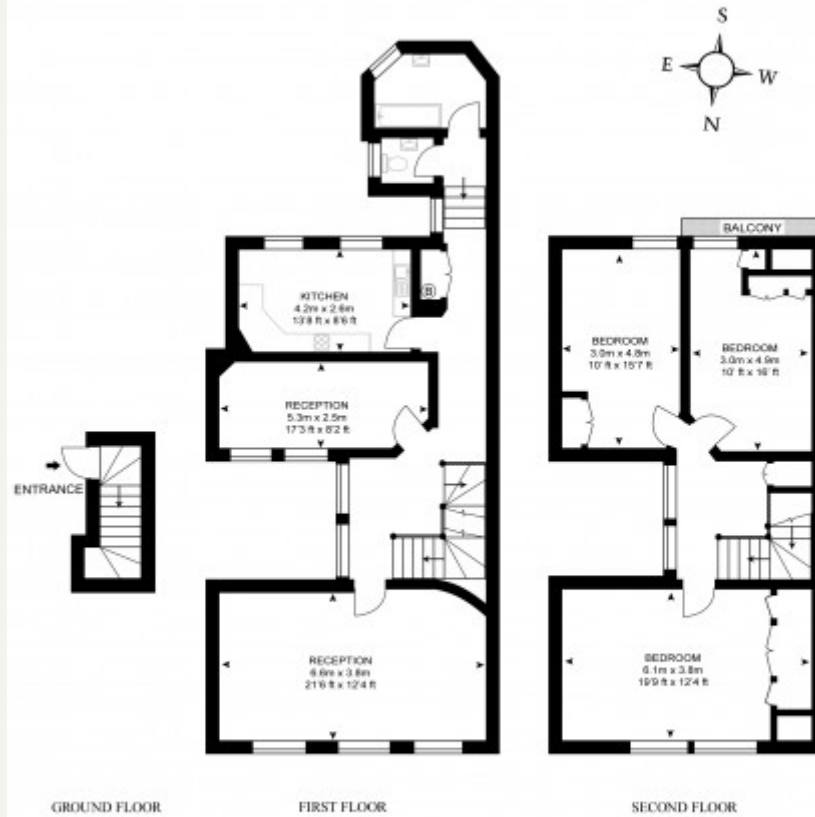 S
E
W
N
BALCONY
KITCHEN
4.2m x 2.6m
13'8 ft x 8'6 ft
BEDROOM
3.0m x 4.8m
10' ft x 15'7 ft
BEDROOM
3.0m x 4.9m
10' ft x 16' ft
RECEPTION
5.3m x 2.5m
17'3 ft x 8'2 ft
ENTRANCE
RECEPTION
6.6m x 3.8m
21'6 ft x 12'4 ft
BEDROOM
6.1m x 3.8m
19'9 ft x 12'4 ft
GROUND FLOOR
FIRST FLOOR
SECOND FLOOR